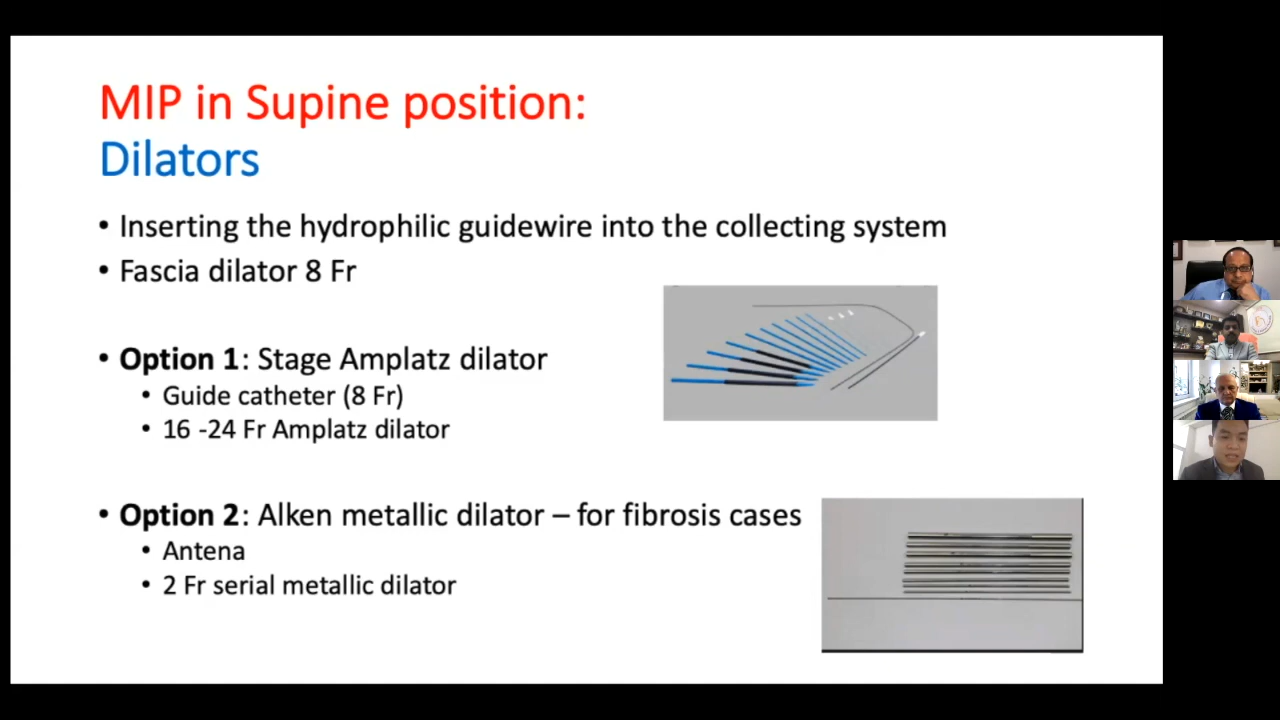 MIP in Supine position:
Dilators
• Inserting the hydrophilic guidewire into the collecting system
• Fascia dilator 8 Fr
• Option 1: Stage Amplatz dilator
• Guide catheter (8 Fr)
• 16 -24 Fr Amplatz dilator
• Option 2: Alken metallic dilator – for fibrosis cases
• Antena
• 2 Fr serial metallic dilator